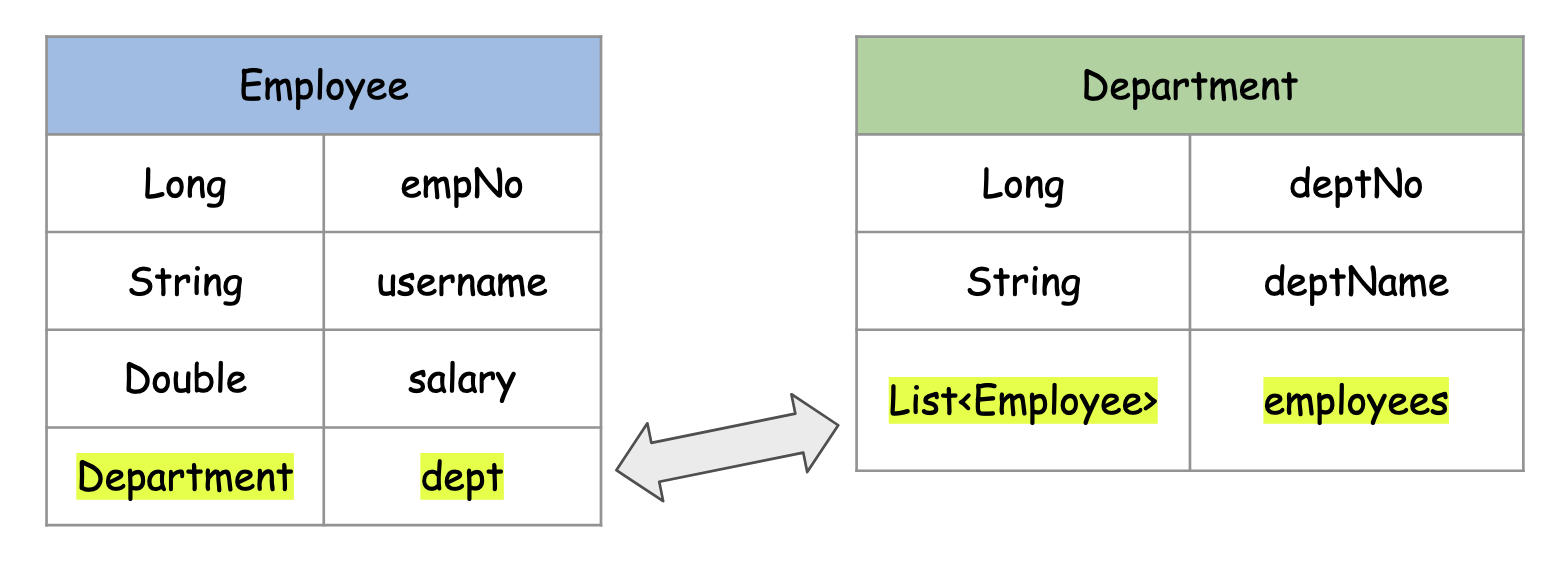 Employee
Long empNo
String username
Double salary
Department dept
Department
Long deptNo
String deptName
List<Employee> employees